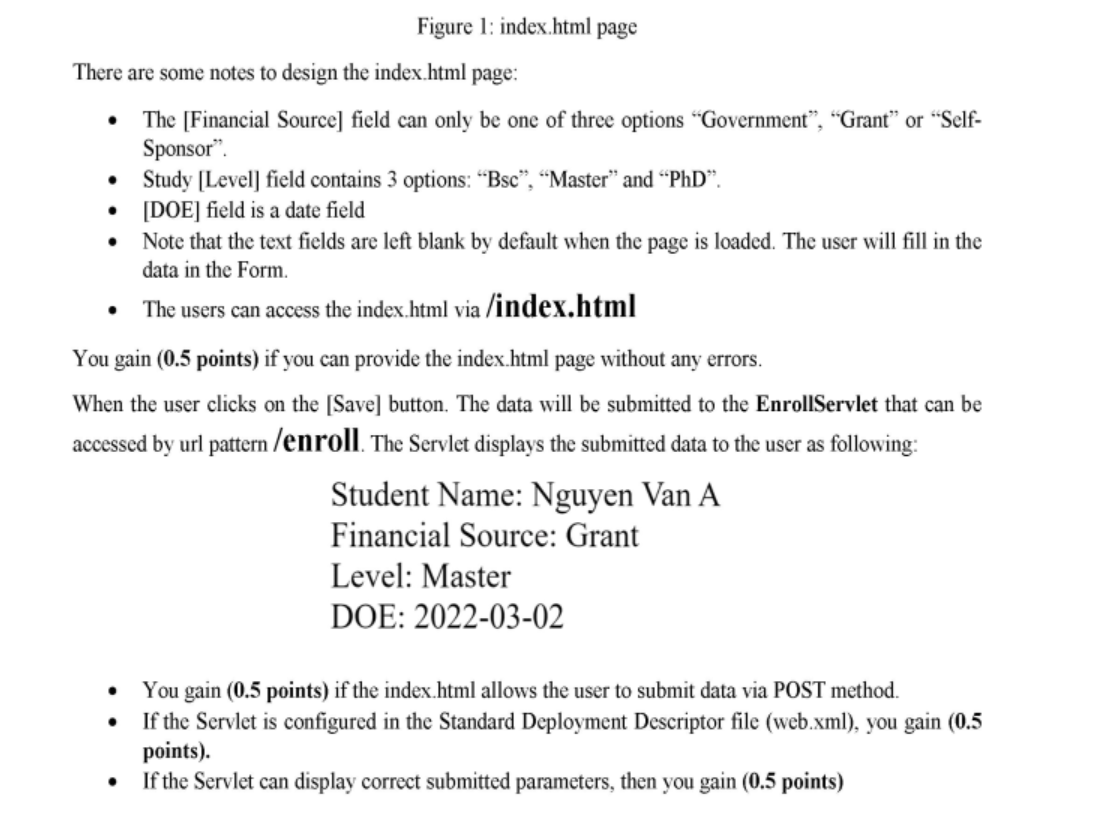 Figure 1: index.html page
There are some notes to design the index.html page:
• The [Financial Source] field can only be one of three options “Government”, “Grant” or “Self-
Sponsor”.
• Study [Level] field contains 3 options: “Bsc”, “Master” and “PhD”.
• [DOE] field is a date field
• Note that the text fields are left blank by default when the page is loaded. The user will fill in the
data in the Form.
• The users can access the index.html via /index.html
You gain (0.5 points) if you can provide the index.html page without any errors.
When the user clicks on the [Save] button. The data will be submitted to the EnrollServlet that can be
accessed by url pattern /enroll. The Servlet displays the submitted data to the user as following:
Student Name: Nguyen Van A
Financial Source: Grant
Level: Master
DOE: 2022-03-02
• You gain (0.5 points) if the index.html allows the user to submit data via POST method.
• If the Servlet is configured in the Standard Deployment Descriptor file (web.xml), you gain (0.5
points).
• If the Servlet can display correct submitted parameters, then you gain (0.5 points)